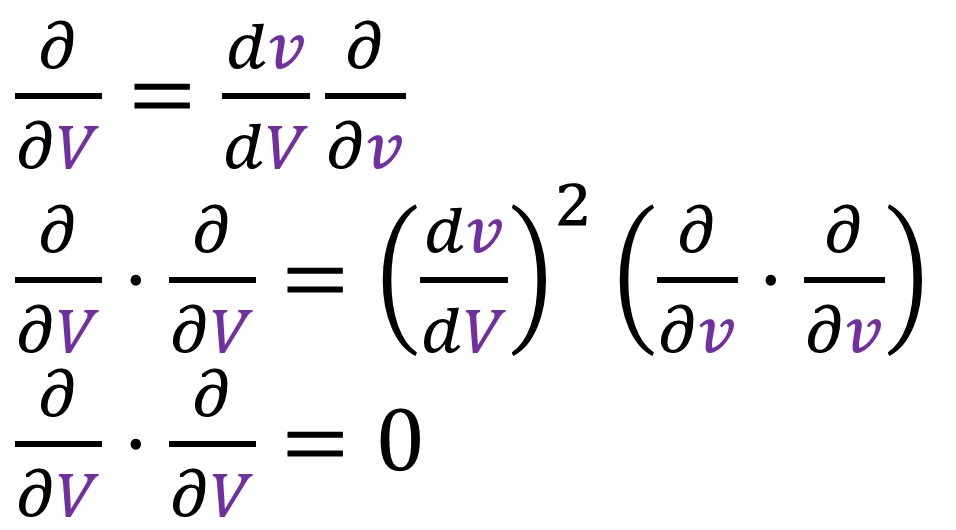 ∂/∂V = dv/dV ∂/∂v
∂/∂V · ∂/∂V = (dv/dV)² (∂/∂v · ∂/∂v)
∂/∂V · ∂/∂V = 0